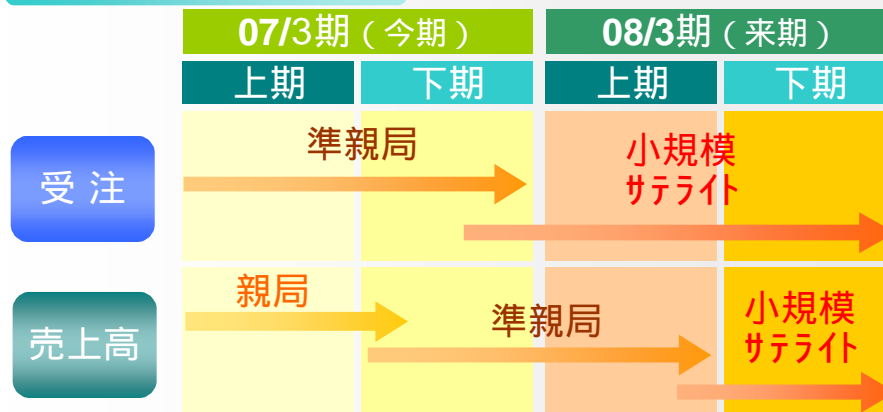 07/3期（今期） 08/3期（来期）
上期 下期 上期 下期
受 注
準親局
小規模
ｻﾃﾗｲﾄ
売上高
親局
準親局
小規模
ｻﾃﾗｲﾄ